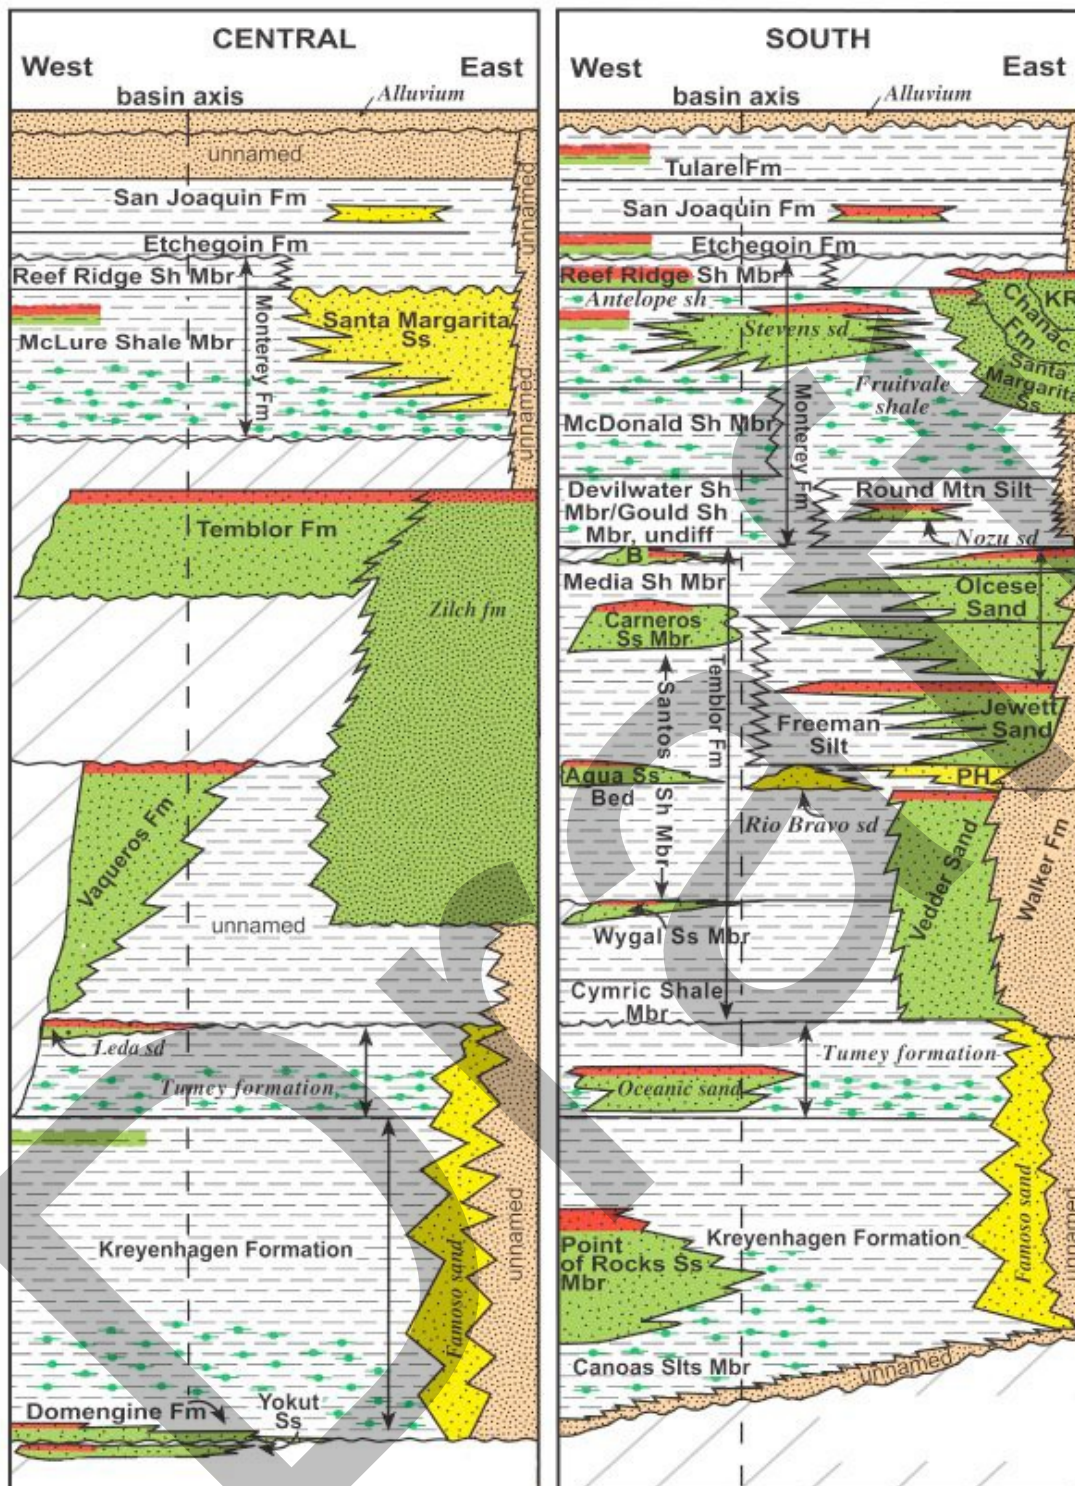 CENTRAL
West
East
basin axis
Alluvium
unnamed
unnamed
San Joaquin Fm
Etchegoin Fm
Reef Ridge Sh Mbr
Monterey Fm
Santa Margarita
Ss
McLure Shale Mbr
unnamed
Temblor Fm
Zilch fm
Vaqueros Fm
unnamed
Leda sd
Tumey formation
Kreyenhagen Formation
Famoso sand
unnamed
Domengine Fm
Yokut
Ss
SOUTH
West
East
basin axis
Alluvium
Tulare Fm
San Joaquin Fm
Etchegoin Fm
Reef Ridge Sh Mbr
Antelope sh
Stevens sd
KR
Chanac
Fm
Santa
Margarita
Ss
Fruitvale
shale
Monterey Fm
McDonald Sh Mbr
Devilwater Sh
Mbr/Gould Sh
Mbr, undiff
Round Mtn Silt
Nozu sd
B
Media Sh Mbr
Olcese
Sand
Carneros
Ss Mbr
Temblor Fm
Santos Sh Mbr
Freeman
Silt
Jewett
Sand
Agua Ss
Bed
PH
Rio Bravo sd
Vedder Sand
Walker Fm
Wygal Ss Mbr
Cymric Shale
Mbr
Tumey formation
Oceanic sand
Point
of Rocks Ss
Mbr
Kreyenhagen Formation
Famoso sand
unnamed
Canoas Slts Mbr
unnamed
Draft